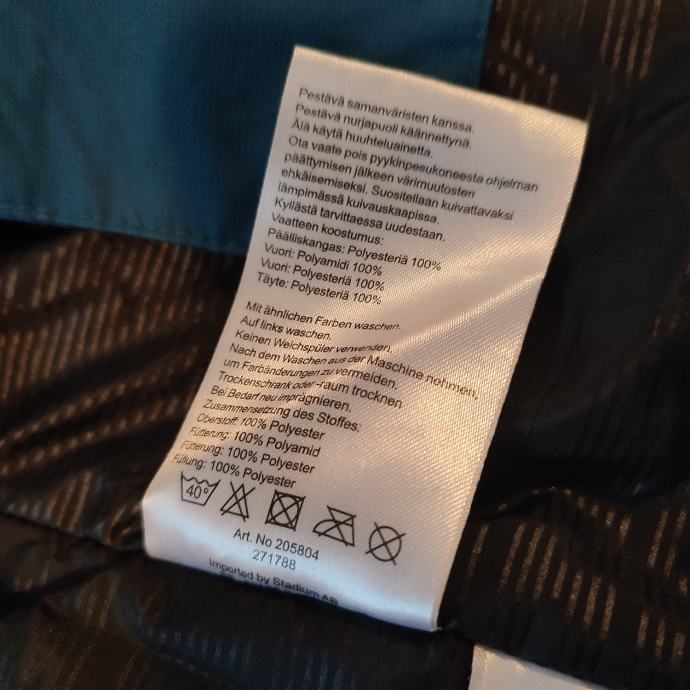 Pestävä samanväristen kanssa.
Pestävä nurjapuoli käännettynä.
Älä käytä huuhteluainetta.
Ota vaate pois pyykinpesukoneesta ohjelman
päättymisen jälkeen värimuutosten
ehkäisemiseksi. Suositellaan kuivattavaksi
lämpimässä kuivauskaapissa.
Kyllästä tarvittaessa uudestaan.
Vaatteen koostumus:
Päälliskangas: Polyesteriä 100%
Vuori: Polyamidi 100%
Vuori: Polyesteriä 100%
Täyte: Polyesteriä 100%
Mit ähnlichen Farben waschen.
Auf links waschen.
Keinen Weichspüler verwenden.
Nach dem Waschen aus der Maschine nehmen,
um Farbänderungen zu vermeiden.
Trockenschrank oder -raum trocknen
Bei Bedarf neu imprägnieren.
Zusammensetzung des Stoffes:
Oberstoff: 100% Polyester
Fütterung: 100% Polyamid
Fütterung: 100% Polyester
Füllung: 100% Polyester
40°
Art. No 205804
271788
Imported by Stadium AB